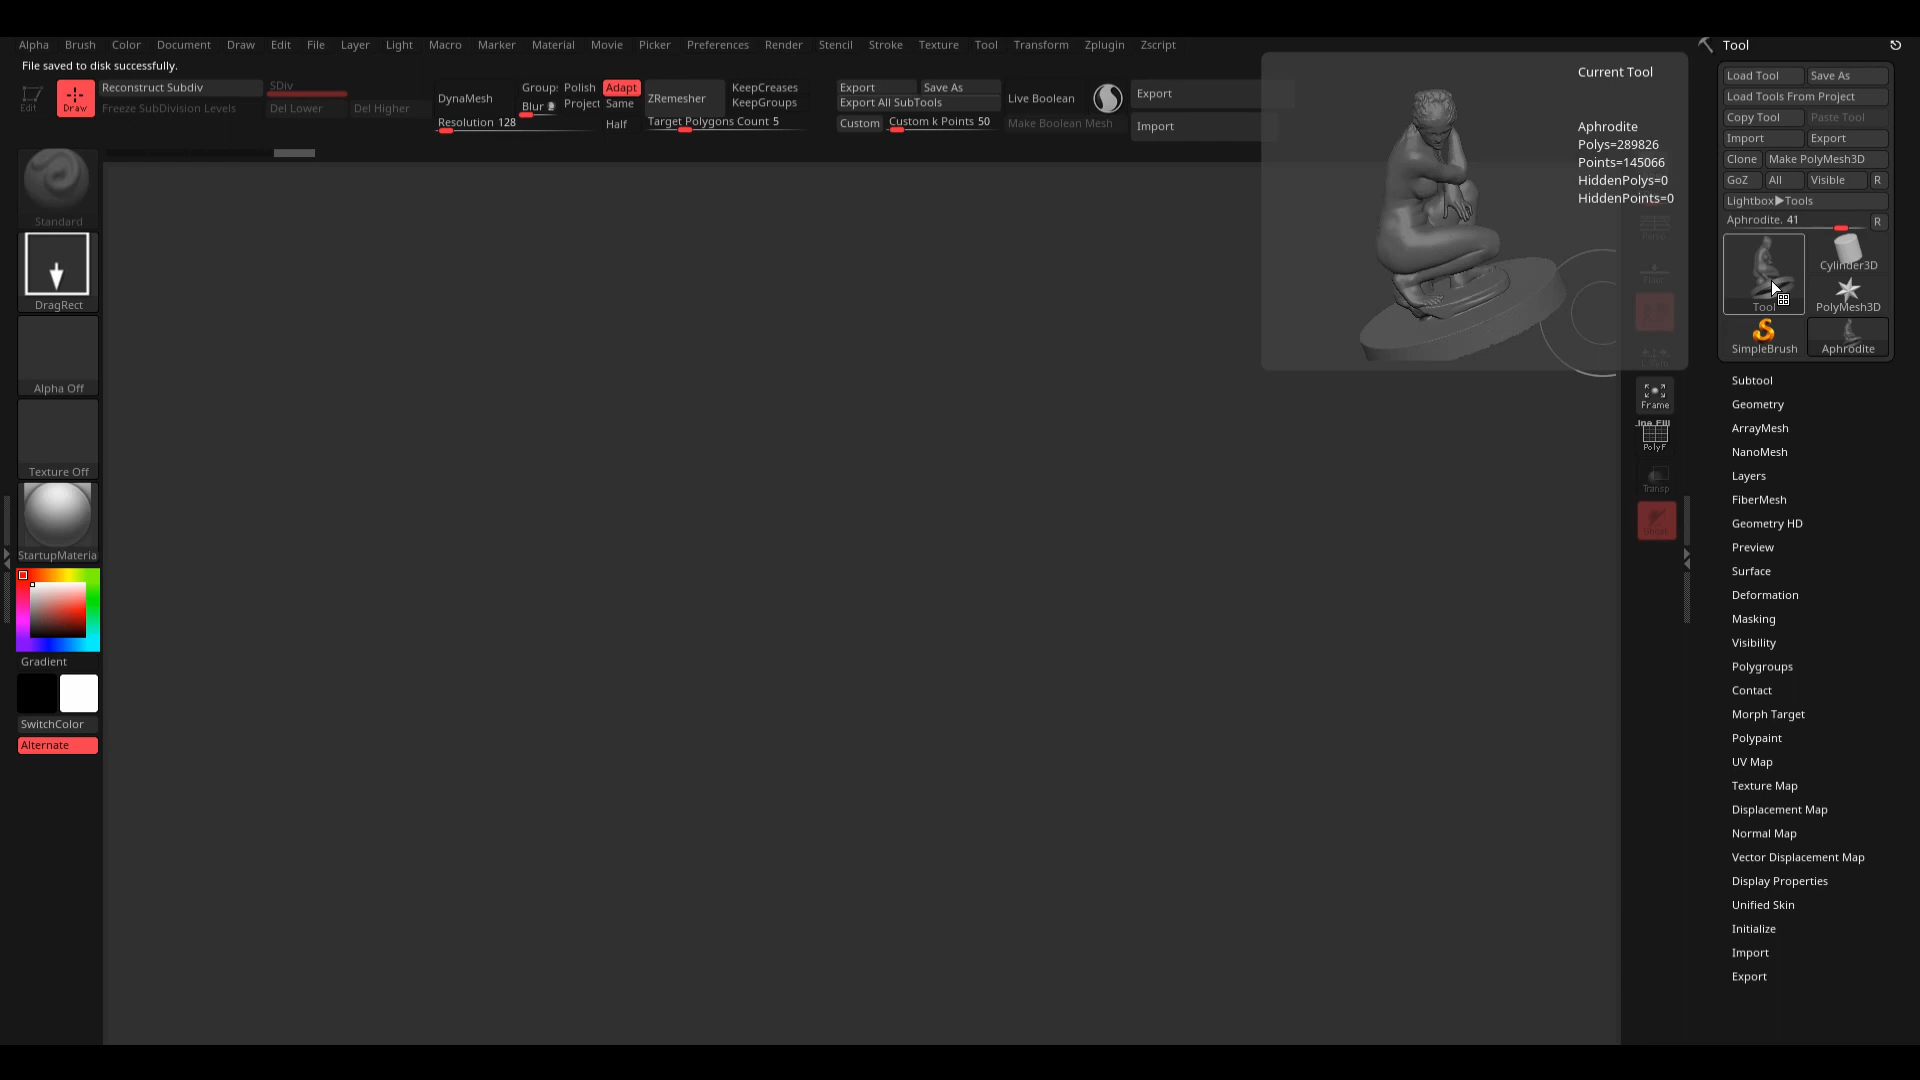 Alpha Brush Color Document Draw Edit File Layer Light Macro Marker Material Movie Picker Preferences Render Stencil Stroke Texture Tool Transform Zplugin Zscript
File saved to disk successfully.
Edit
Draw
Reconstruct Subdiv
SDiv
Freeze SubDivision Levels
Del Lower
Del Higher
DynaMesh
Groups
Polish
Blur
Project
Resolution 128
Adapt
Same
Half
ZRemesher
KeepCreases
KeepGroups
Target Polygons Count 5
Export
Save As
Export All SubTools
Custom
Custom k Points 50
Live Boolean
Make Boolean Mesh
Export
Import
Standard
DragRect
Alpha Off
Texture Off
StartupMateria
Gradient
SwitchColor
Alternate
Current Tool
Aphrodite
Polys=289826
Points=145066
HiddenPolys=0
HiddenPoints=0
Persp
Floor
Frame
Line Fill
PolyF
Transp
Tool
Load Tool
Save As
Load Tools From Project
Copy Tool
Paste Tool
Import
Export
Clone
Make PolyMesh3D
GoZ
All
Visible
R
Lightbox▶Tools
Aphrodite. 41
R
Tool
Cylinder3D
PolyMesh3D
SimpleBrush
Aphrodite
Subtool
Geometry
ArrayMesh
NanoMesh
Layers
FiberMesh
Geometry HD
Preview
Surface
Deformation
Masking
Visibility
Polygroups
Contact
Morph Target
Polypaint
UV Map
Texture Map
Displacement Map
Normal Map
Vector Displacement Map
Display Properties
Unified Skin
Initialize
Import
Export